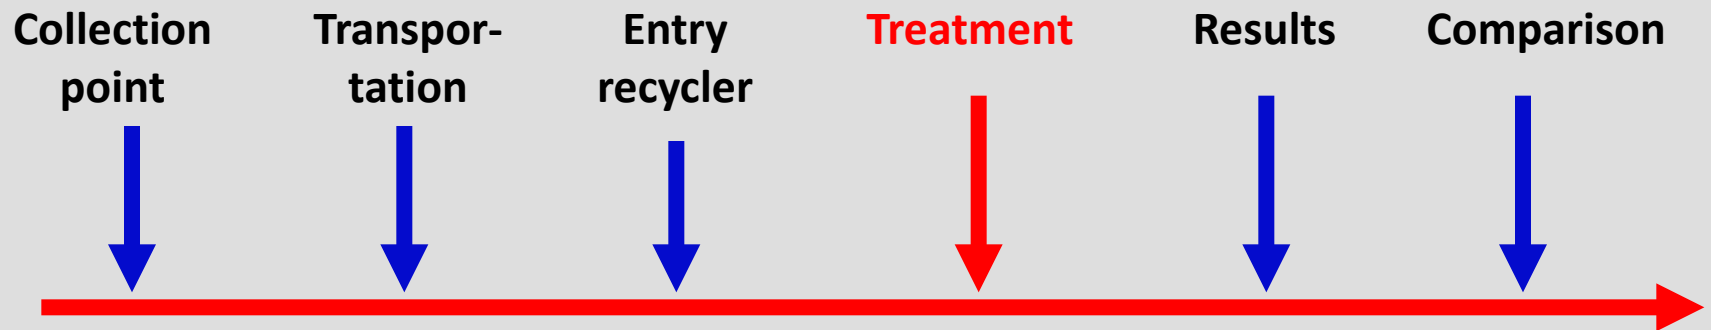 Collection
point
Transpor-
tation
Entry
recycler
Treatment
Results
Comparison